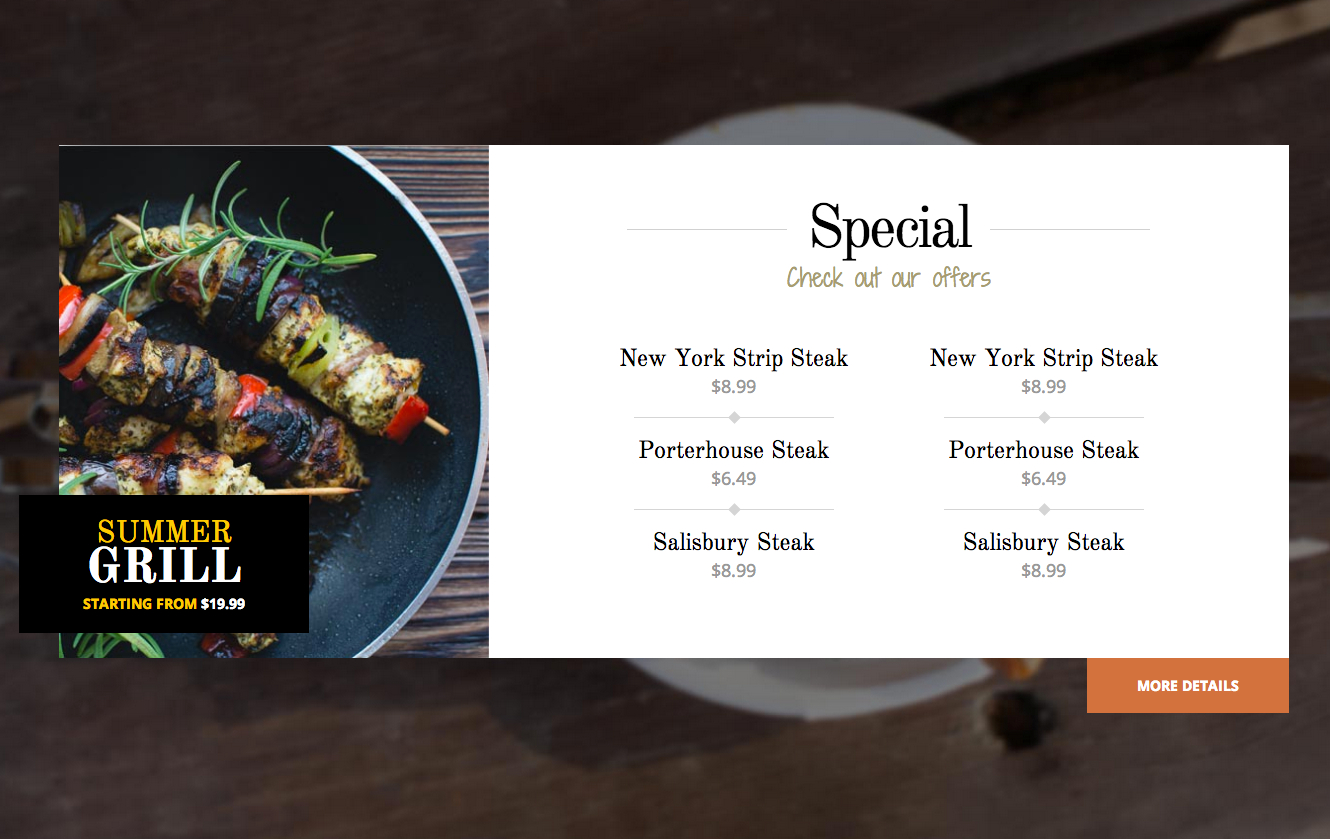 Special
Check out our offers
New York Strip Steak
$8.99
Porterhouse Steak
$6.49
Salisbury Steak
$8.99
New York Strip Steak
$8.99
Porterhouse Steak
$6.49
Salisbury Steak
$8.99
SUMMER
GRILL
STARTING FROM $19.99
MORE DETAILS